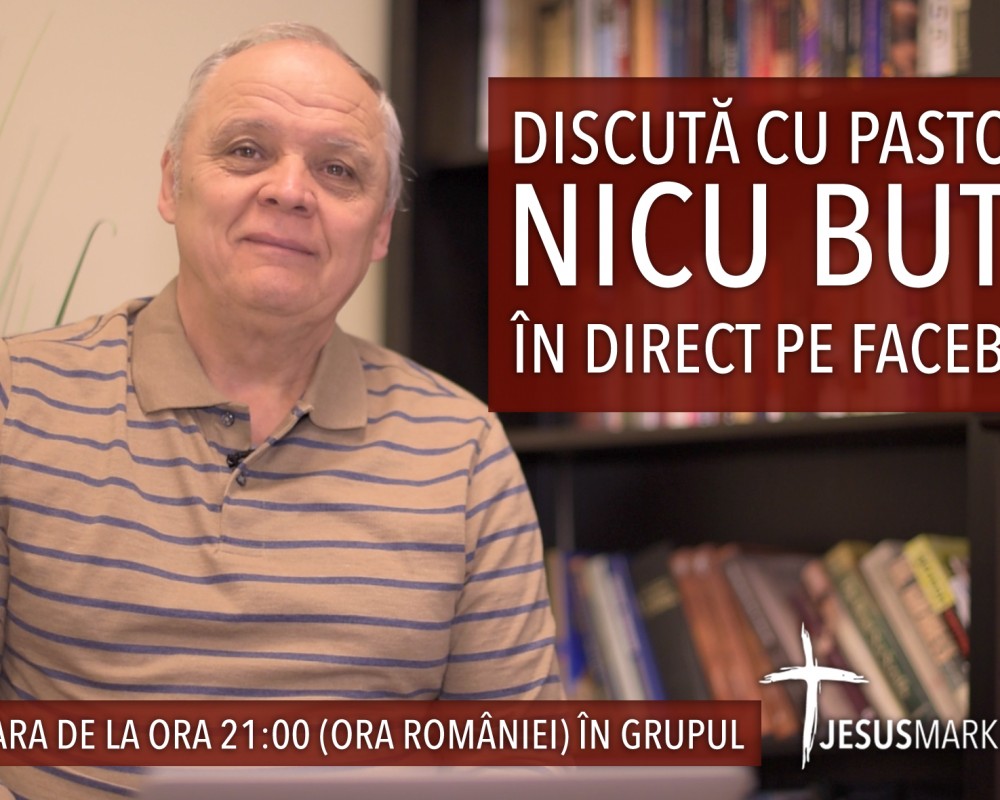 DISCUTĂ CU PASTO
NICU BUT
ÎN DIRECT PE FACEB
ARA DE LA ORA 21:00 (ORA ROMÂNIEI) ÎN GRUPUL
JESUSMARK